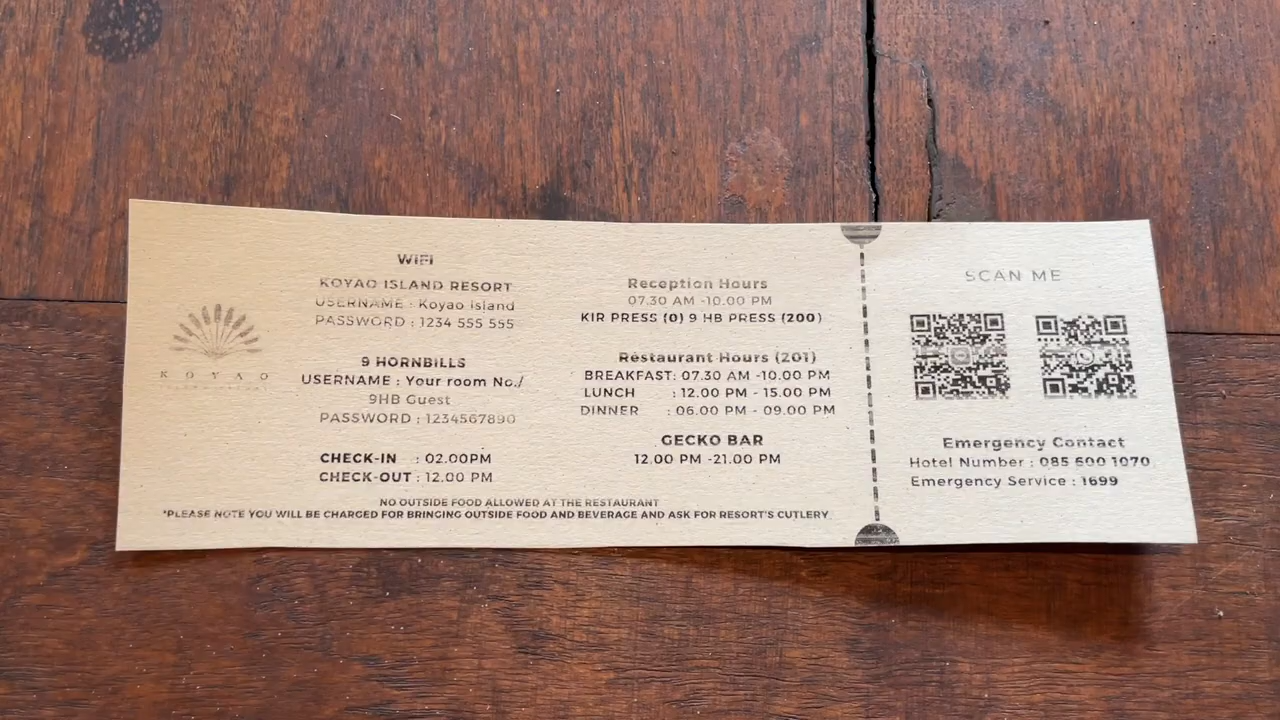 KOYAO
WIFI
KOYAO ISLAND RESORT
USERNAME : Koyao Island
PASSWORD : 1234 555 555
9 HORNBILLS
USERNAME : Your room No./
9HB Guest
PASSWORD : 1234567890
CHECK-IN : 02.00PM
CHECK-OUT : 12.00 PM
Reception Hours
07.30 AM -10.00 PM
KIR PRESS (0) 9 HB PRESS (200)
Restaurant Hours (201)
BREAKFAST: 07.30 AM -10.00 PM
LUNCH : 12.00 PM - 15.00 PM
DINNER : 06.00 PM - 09.00 PM
GECKO BAR
12.00 PM -21.00 PM
NO OUTSIDE FOOD ALLOWED AT THE RESTAURANT
*PLEASE NOTE YOU WILL BE CHARGED FOR BRINGING OUTSIDE FOOD AND BEVERAGE AND ASK FOR RESORT'S CUTLERY
SCAN ME
Emergency Contact
Hotel Number : 085 600 1070
Emergency Service : 1699